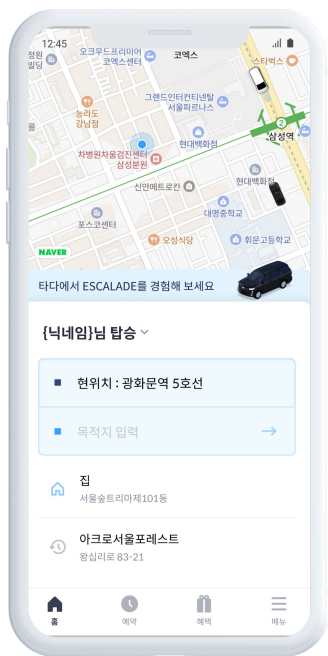 12:45
정원
빌딩
오크우드프리미어
코엑스센터
코엑스
스타벅스
능라도
강남점
그랜드인터컨티넨탈
서울파르나스
릉
현대백화점
2
삼성역
차병원차움검진센터
삼성분원
신안메트로칸
현대백화점
포스코센터
대명중학교
오성식당
휘문고등학교
NAVER
타다에서 ESCALADE를 경험해 보세요
{닉네임}님 탑승
현위치 : 광화문역 5호선
목적지 입력
집
서울숲트리마제101동
아크로서울포레스트
왕십리로 83-21
홈
예약
혜택
메뉴